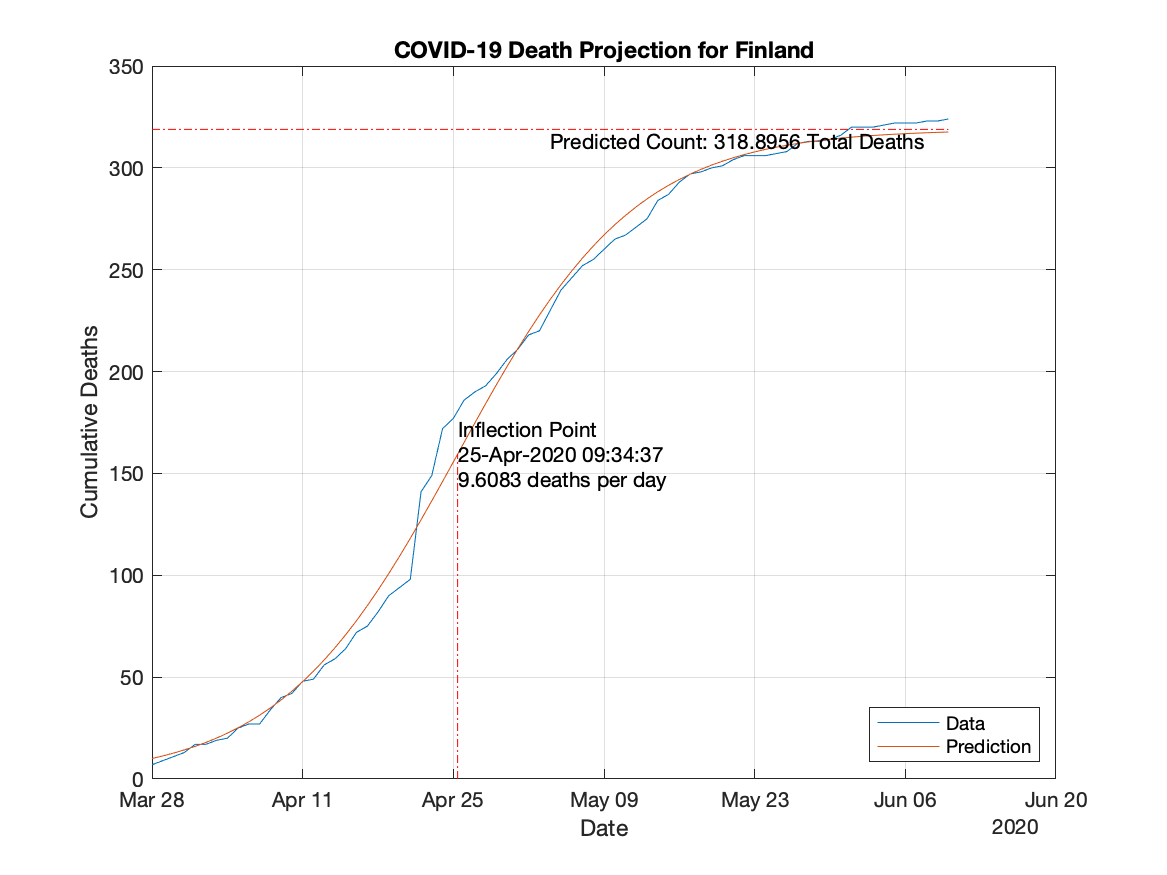 COVID-19 Death Projection for Finland
350
300
250
200
150
100
50
0
Cumulative Deaths
Predicted Count: 318.8956 Total Deaths
Inflection Point
25-Apr-2020 09:34:37
9.6083 deaths per day
Data
Prediction
Mar 28 Apr 11 Apr 25 May 09 May 23 Jun 06 Jun 20
Date
2020